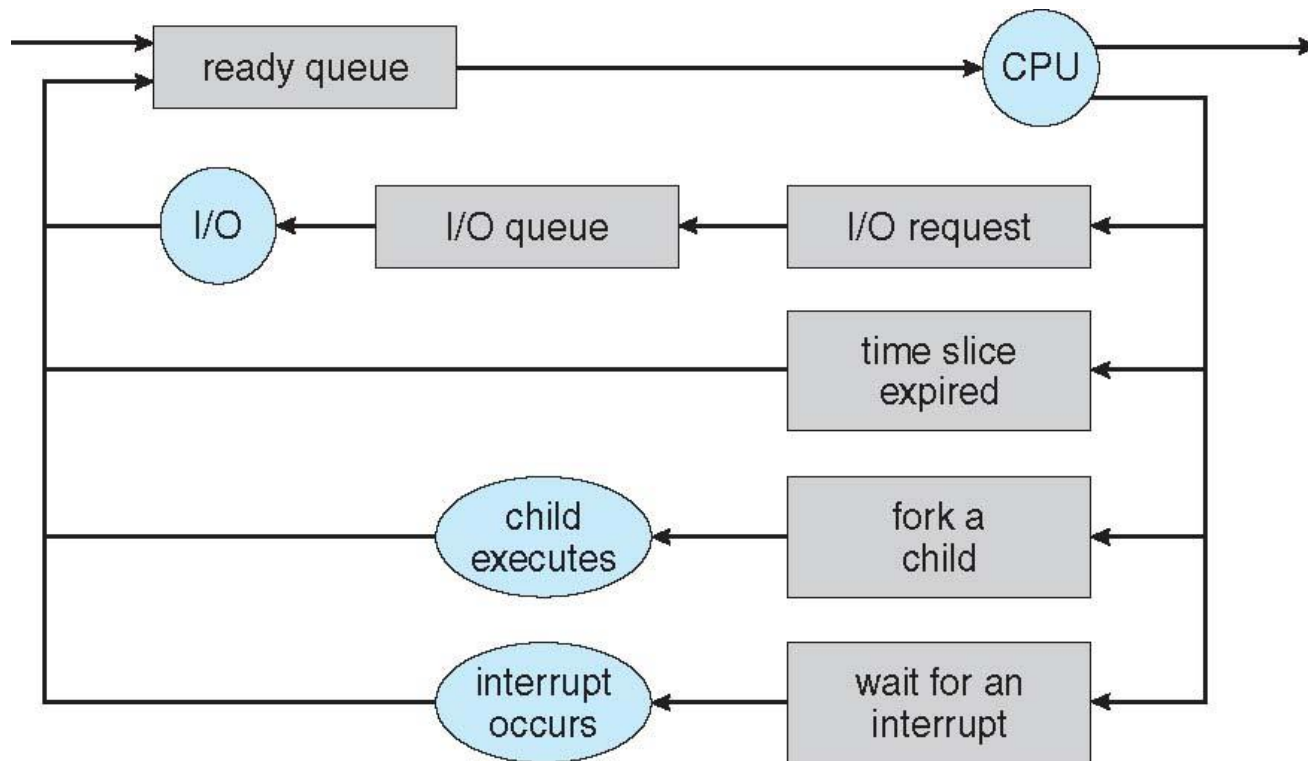 ready queue
CPU
I/O
I/O queue
I/O request
time slice
expired
child
executes
fork a
child
interrupt
occurs
wait for an
interrupt